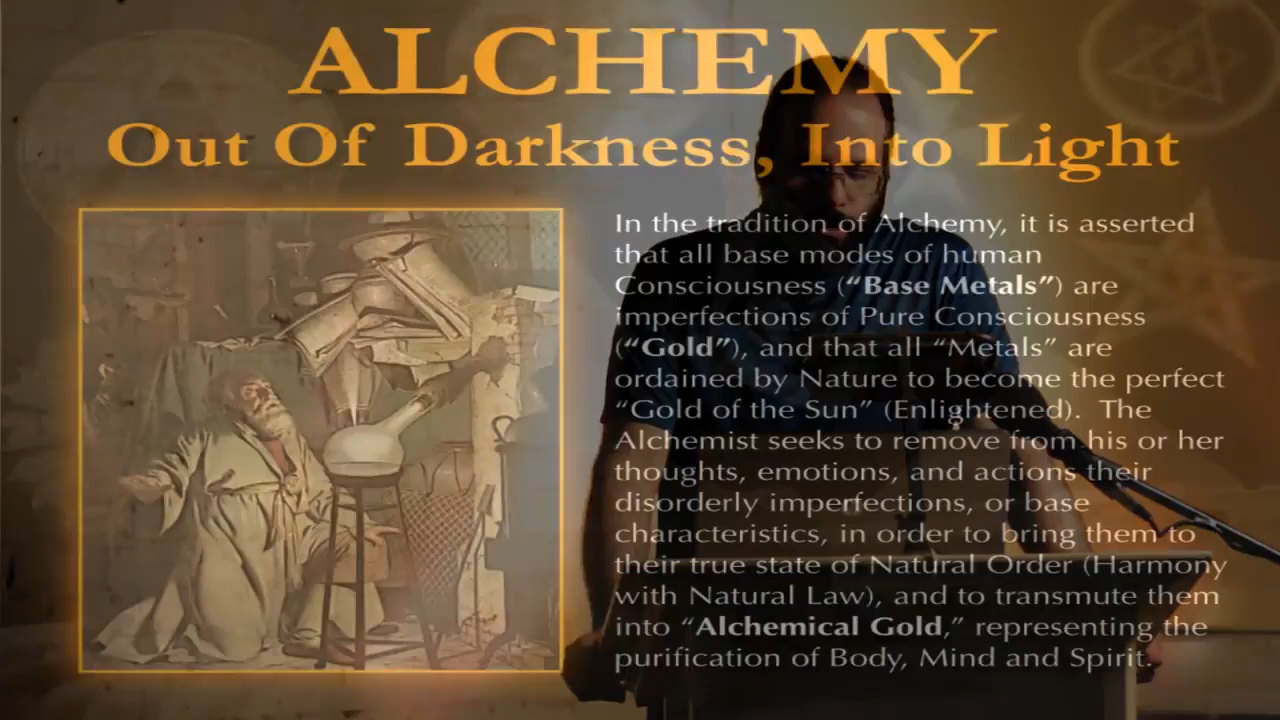 ALCHEMY
Out Of Darkness, Into Light
In the tradition of Alchemy, it is asserted
that all base modes of human
Consciousness (“Base Metals”) are
imperfections of Pure Consciousness
(“Gold”), and that all “Metals” are
ordained by Nature to become the perfect
“Gold of the Sun” (Enlightened).  The
Alchemist seeks to remove from his or her
thoughts, emotions, and actions their
disorderly imperfections, or base
characteristics, in order to bring them to
their true state of Natural Order (Harmony
with Natural Law), and to transmute them
into “Alchemical Gold,” representing the
purification of Body, Mind and Spirit.